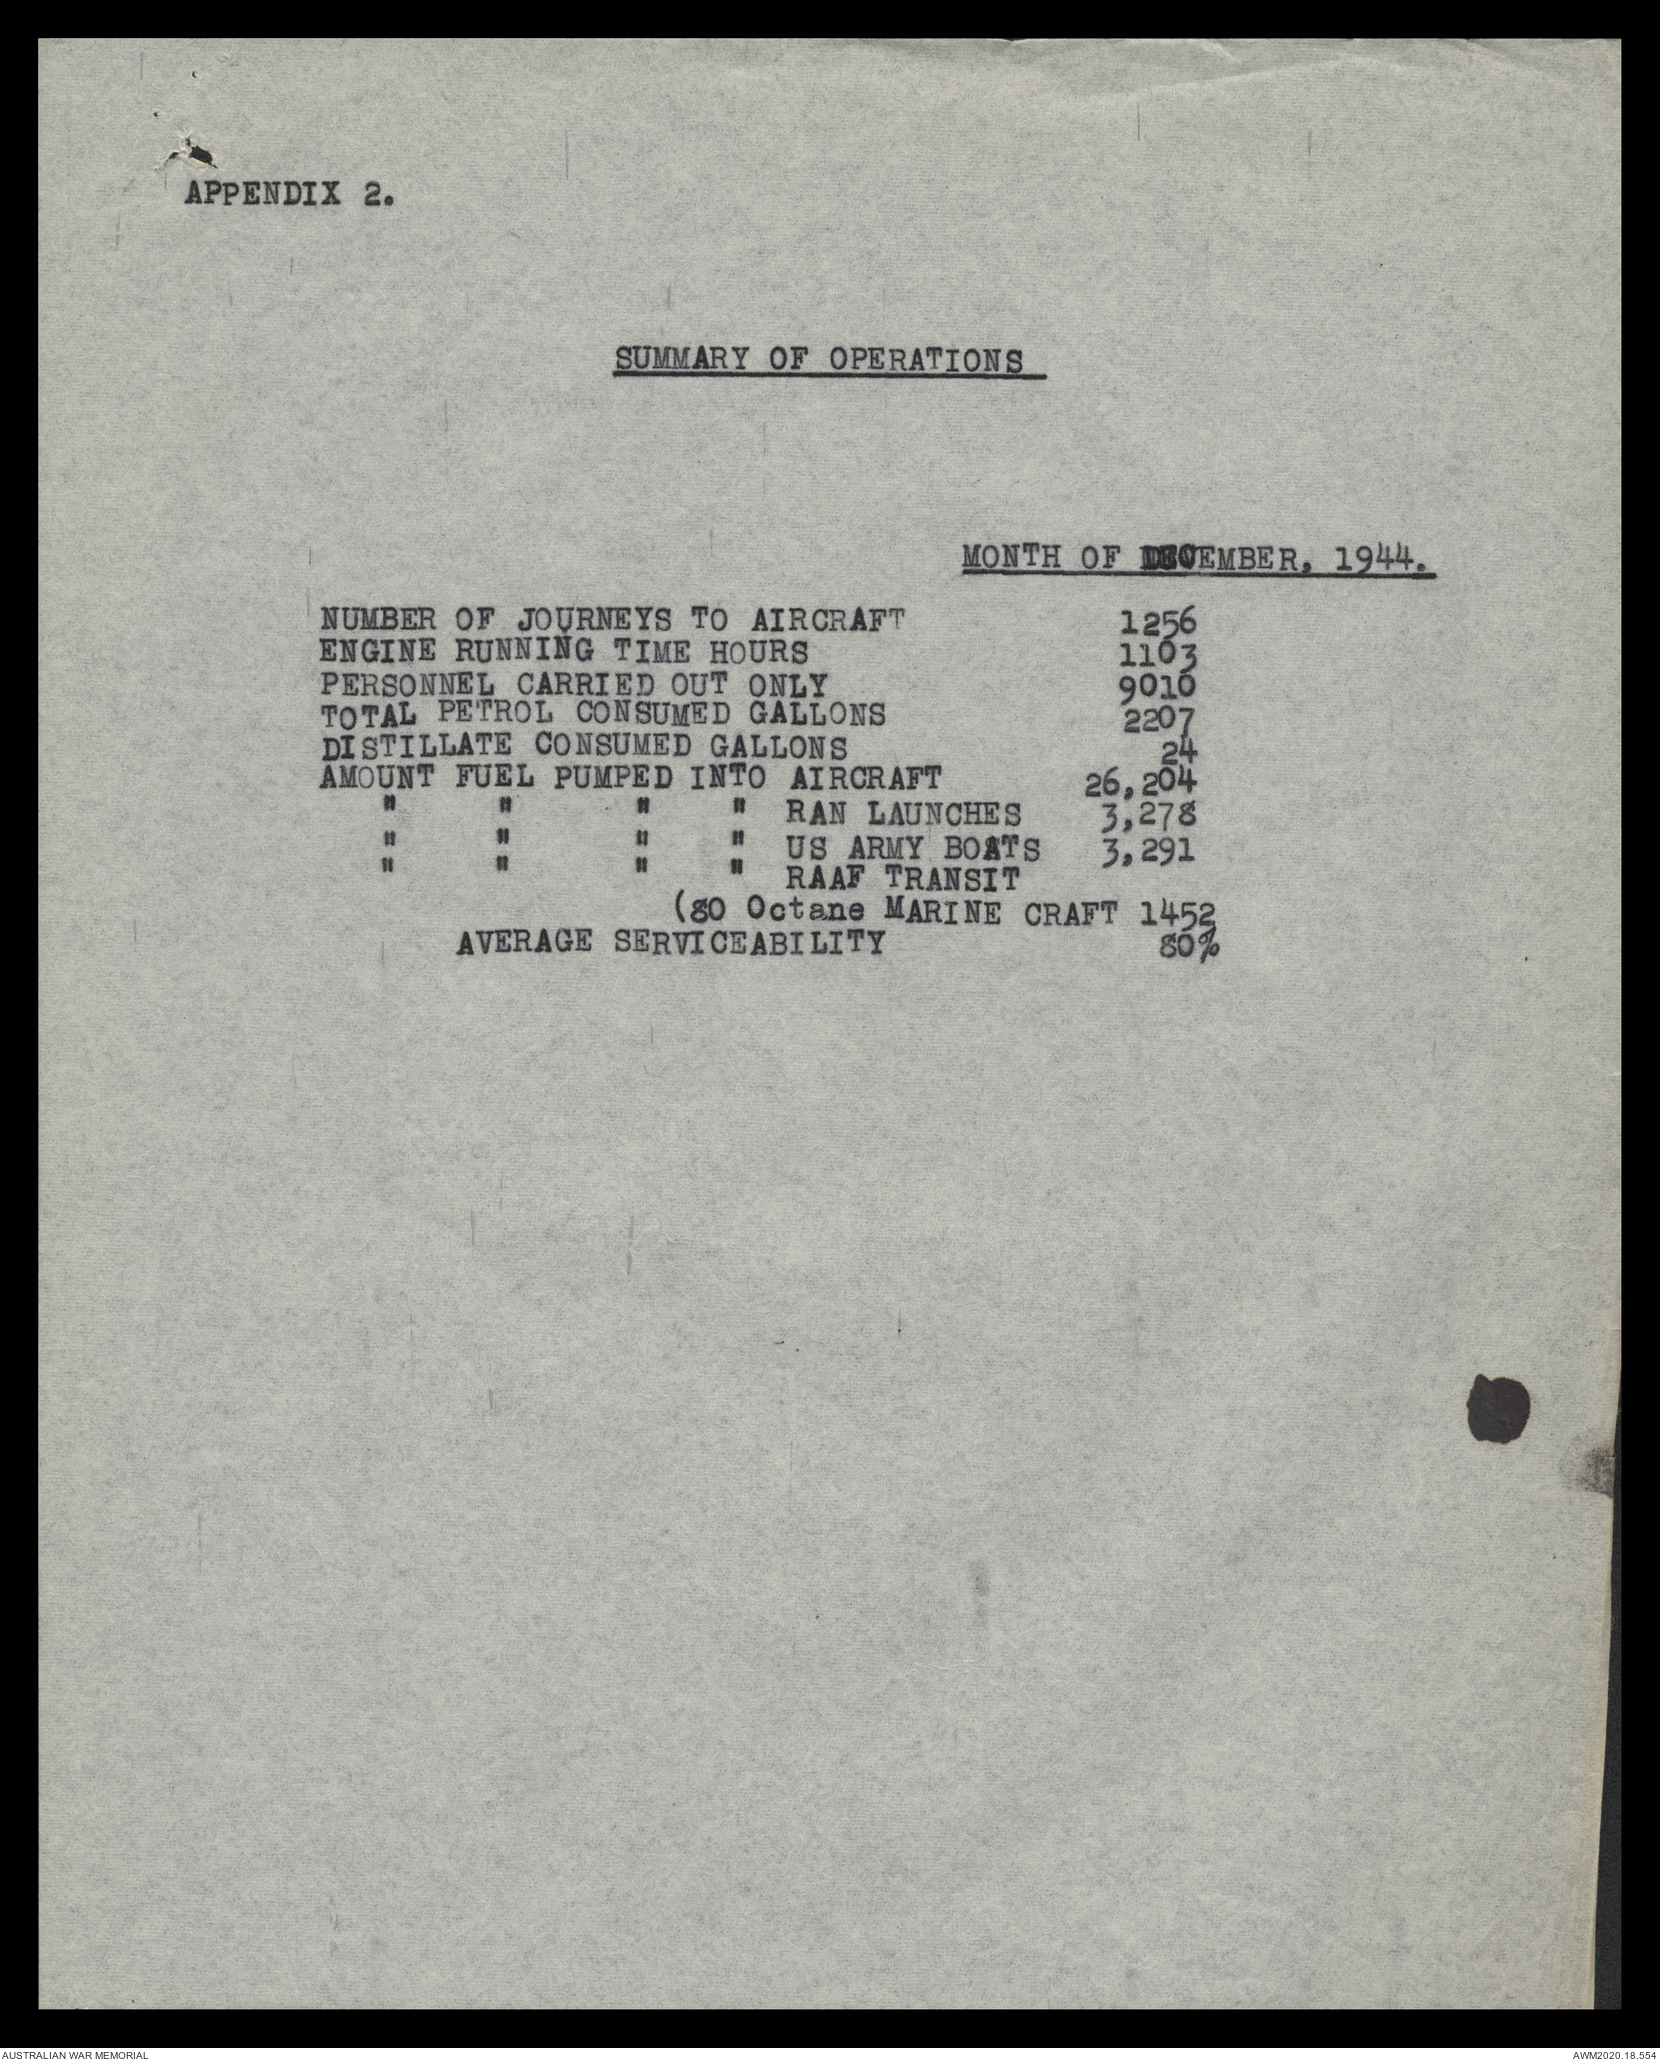 APPENDIX 2.
SUMMARY OF OPERATIONS
MONTH OF DECEMBER, 1944.
NUMBER OF JOURNEYS TO AIRCRAFT 1256
ENGINE RUNNING TIME HOURS 1103
PERSONNEL CARRIED OUT ONLY 9010
TOTAL PETROL CONSUMED GALLONS 2207
DISTILLATE CONSUMED GALLONS 24
AMOUNT FUEL PUMPED INTO AIRCRAFT 26,204
" " " " RAN LAUNCHES 3,278
" " " " US ARMY BOATS 3,291
" " " " RAAF TRANSIT
(80 Octane MARINE CRAFT 1452
AVERAGE SERVICEABILITY 80%
AUSTRALIAN WAR MEMORIAL AWM2020.18.554